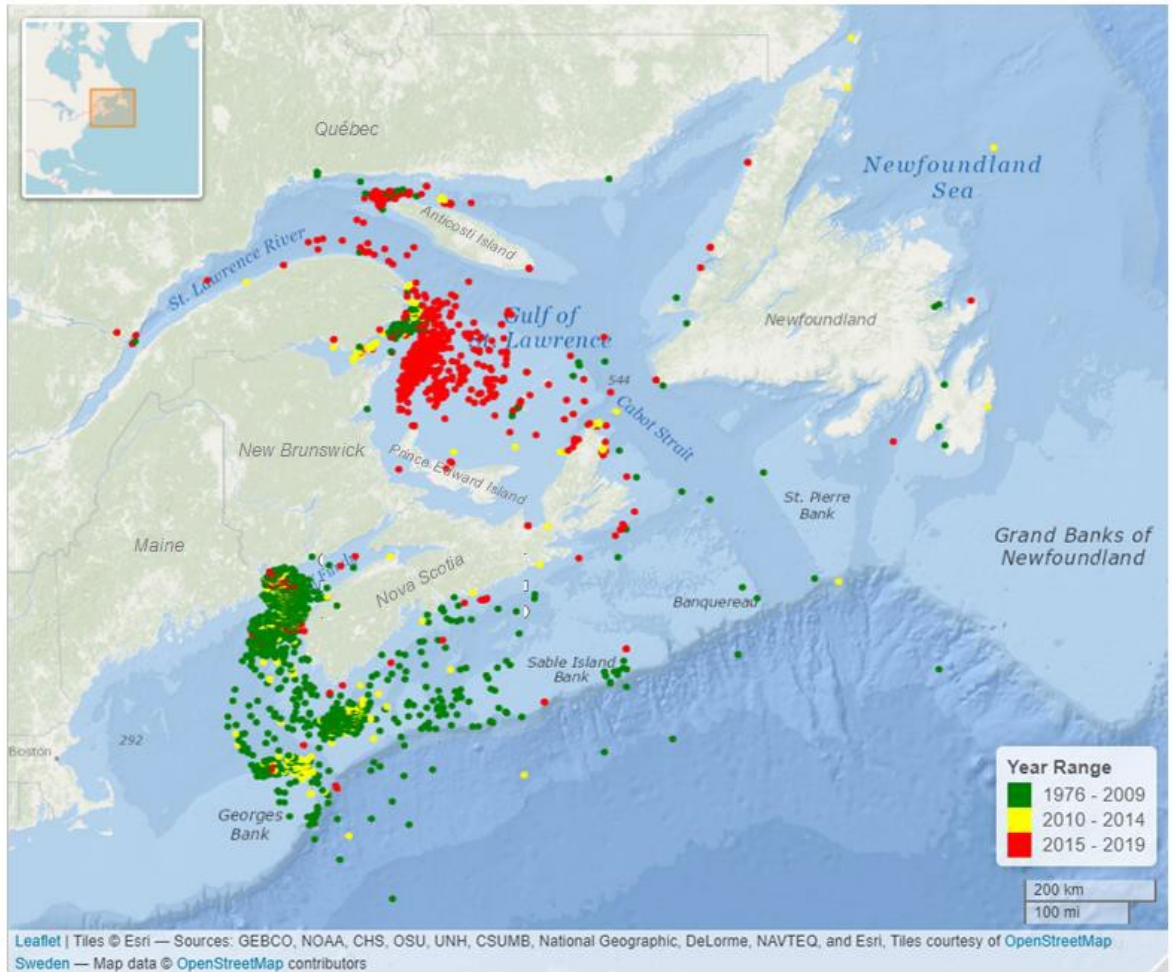 Québec
Newfoundland
Sea
Anticosti Island
St. Lawrence River
Gulf of
St. Lawrence
Newfoundland
544
Cabot Strait
New Brunswick
Prince Edward Island
St. Pierre
Bank
Maine
Grand Banks of
Newfoundland
Nova Scotia
Banquereau
Sable Island
Bank
292
Boston
Georges
Bank
Year Range
1976 - 2009
2010 - 2014
2015 - 2019
200 km
100 mi
Leaflet | Tiles © Esri — Sources: GEBCO, NOAA, CHS, OSU, UNH, CSUMB, National Geographic, DeLorme, NAVTEQ, and Esri, Tiles courtesy of OpenStreetMap
Sweden — Map data © OpenStreetMap contributors